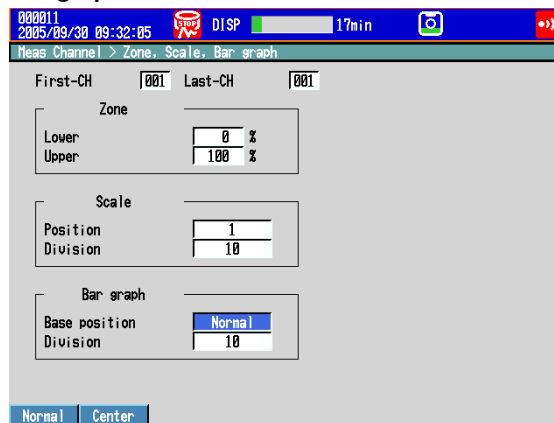 000011
2005/09/30 09:32:05 STOP DISP 17min
Meas Channel > Zone, Scale, Bar graph
First-CH 001 Last-CH 001
Zone
Lower 0 %
Upper 100 %
Scale
Position 1
Division 10
Bar graph
Base position Normal
Division 10
Normal Center